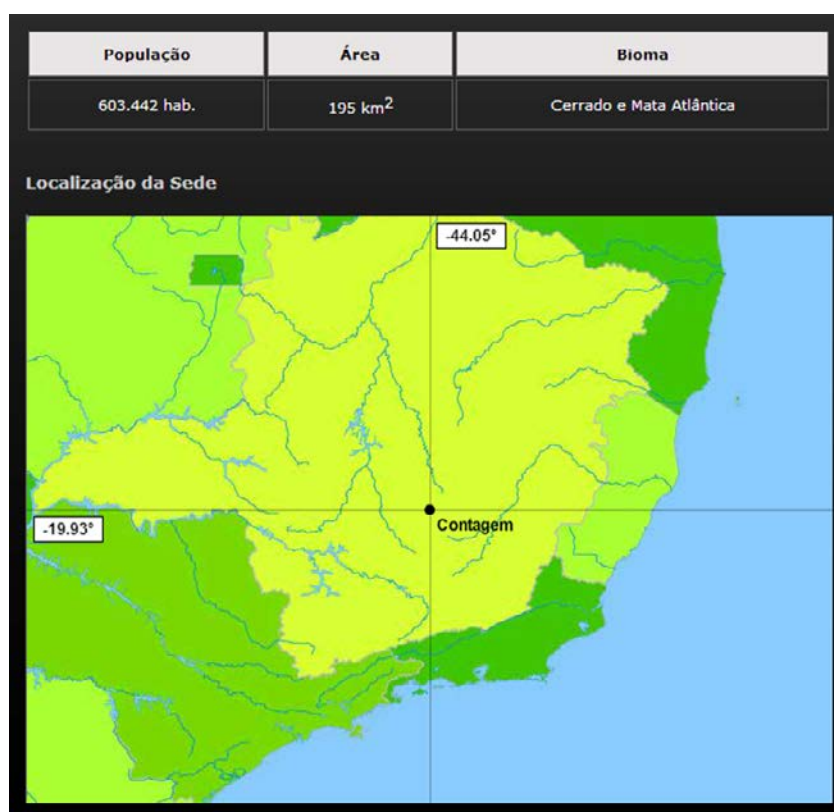 População Área Bioma
603.442 hab. 195 km2 Cerrado e Mata Atlântica
Localização da Sede
-44.05°
-19.93°
Contagem